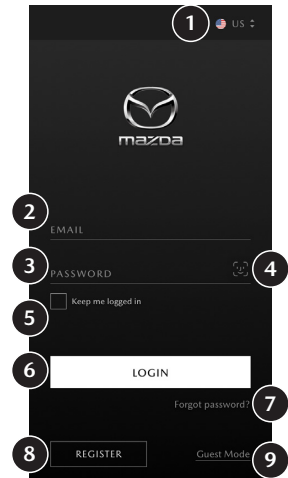 1
US
mazda
2
EMAIL
3
PASSWORD
4
Keep me logged in
5
6
LOGIN
Forgot password?
7
8
REGISTER
Guest Mode
9